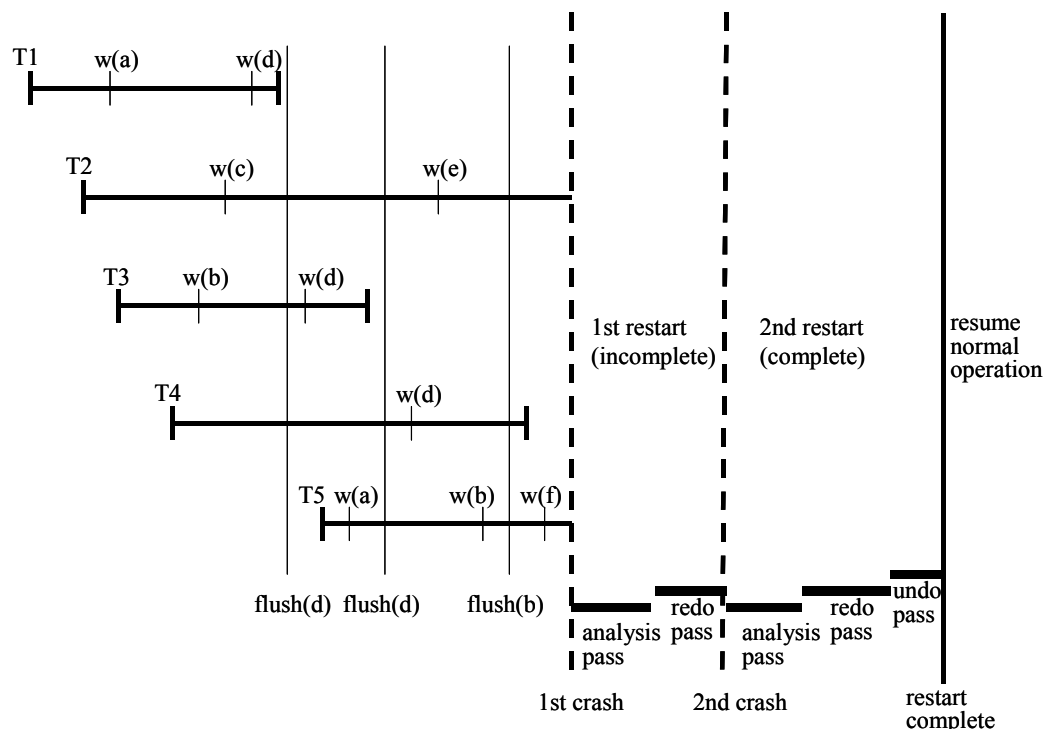 T1 w(a) w(d)
T2 w(c) w(e)
T3 w(b) w(d)
T4 w(d)
T5 w(a) w(b) w(f)
1st restart
(incomplete)
2nd restart
(complete)
resume
normal
operation
flush(d) flush(d) flush(b)
analysis
pass
redo
pass
analysis
pass
redo
pass
undo
pass
1st crash
2nd crash
restart
complete